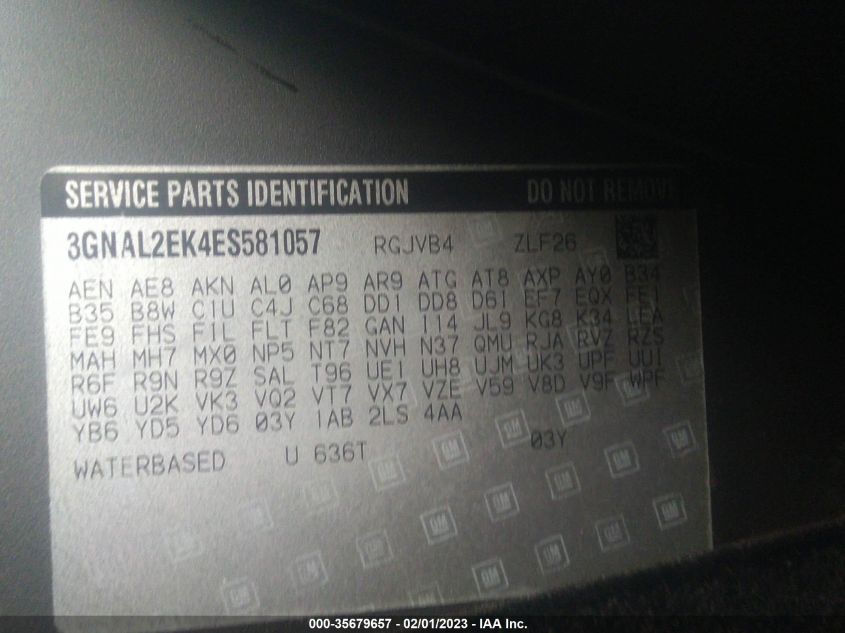 SERVICE PARTS IDENTIFICATION DO NOT REMOVE
3GNAL2EK4ES581057 RGJVB4 ZLF26
AEN AE8 AKN AL0 AP9 AR9 ATG AT8 AXP AY0 B34
B35 B8W C1U C4J C68 DD1 DD8 D61 EF7 EQX FE1
FE9 FHS F1L FLT F82 GAN I14 JL9 KG8 K34 LEA
MAH MH7 MX0 NP5 NT7 NVH N37 QMU RJA RVZ RZS
R6F R9N R9Z SAL T96 UE1 UH8 UJM UK3 UPF UU1
UW6 U2K VK3 VQ2 VT7 VX7 VZE V59 V8D V9F WPF
YB6 YD5 YD6 03Y 1AB 2LS 4AA
WATERBASED U 636T 03Y
000-35679657 - 02/01/2023 - IAA Inc.